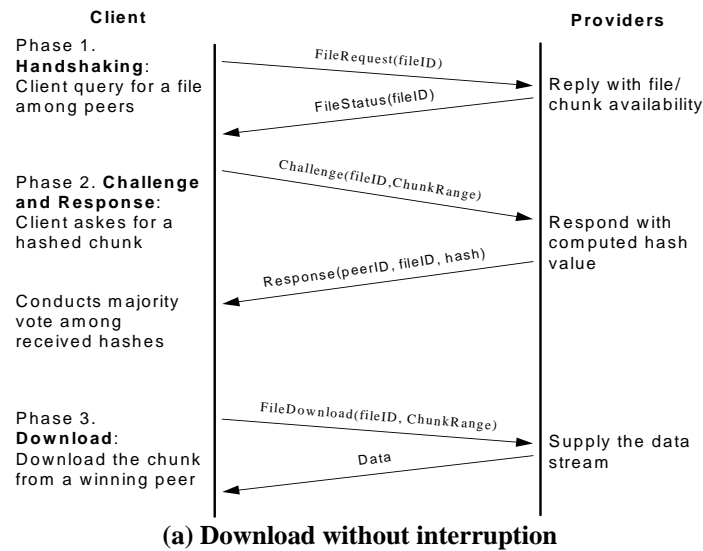 Client
Providers
Phase 1.
Handshaking:
Client query for a file
among peers
FileRequest(fileID)
Reply with file/
chunk availability
FileStatus(fileID)
Phase 2. Challenge
and Response:
Client askes for a
hashed chunk
Challenge(fileID,ChunkRange)
Respond with
computed hash
value
Response(peerID, fileID, hash)
Conducts majority
vote among
received hashes
Phase 3.
Download:
Download the chunk
from a winning peer
FileDownload(fileID, ChunkRange)
Supply the data
stream
Data
(a) Download without interruption